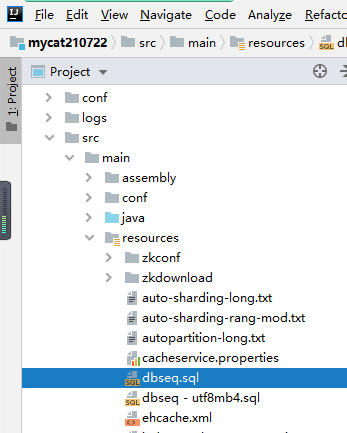 File Edit View Navigate Code Analyze Refacto
mycat210722 src main resources
Project
1: Project
conf
logs
src
main
assembly
conf
java
resources
zkconf
zkdownload
auto-sharding-long.txt
auto-sharding-rang-mod.txt
autopartition-long.txt
cacheservice.properties
dbseq.sql
dbseq - utf8mb4.sql
ehcache.xml